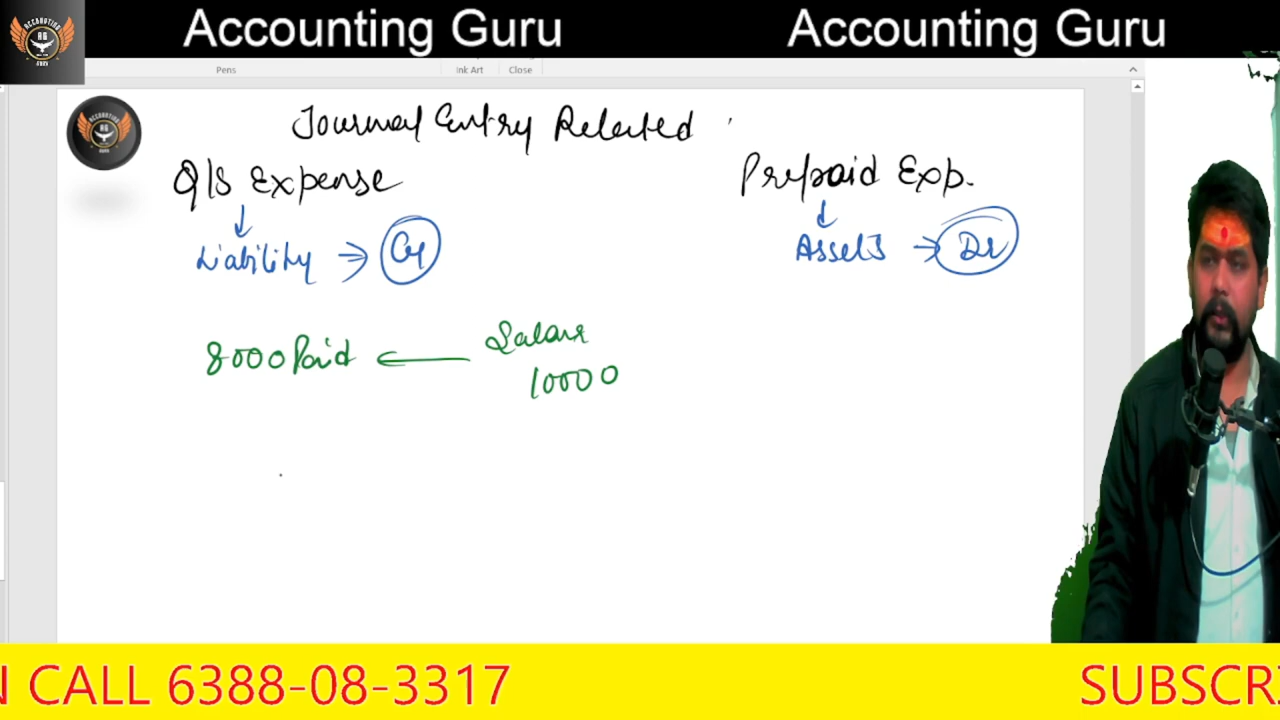 Accounting Guru
Accounting Guru
Pens
Ink Art
Close
Journal Entry Related
O/S Expense
Prepaid Exp.
Liability → Cr
Assets → Dr
8000 Paid ← Salary
10000
N CALL 6388-08-3317
SUBSCRI